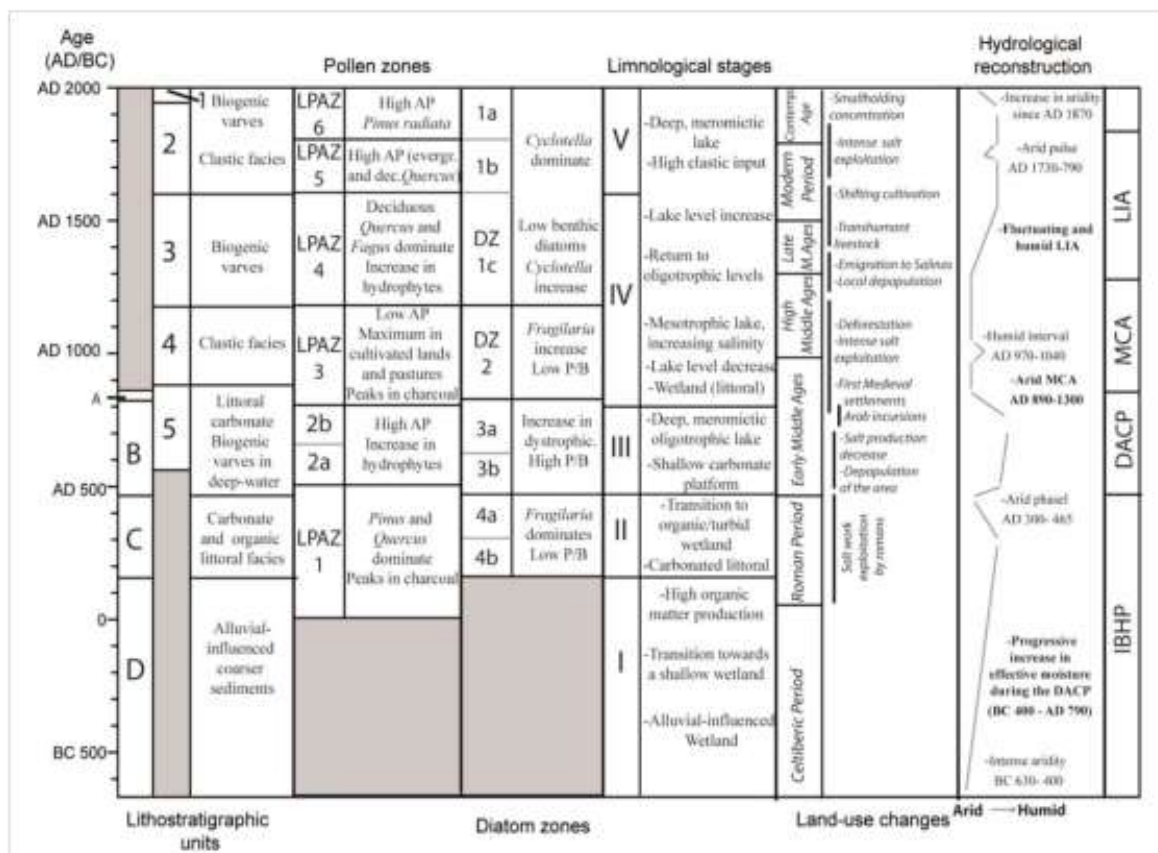 Age
(AD/BC)
Pollen zones
Limnological stages
Hydrological
reconstruction
AD 2000
AD 1500
AD 1000
AD 500
0
BC 500
A
B
C
D
1
2
3
4
5
Biogenic
varves
Clastic facies
Biogenic
varves
Clastic facies
Littoral
carbonate
Biogenic
varves in
deep-water
Carbonate
and organic
littoral facies
Alluvial-
influenced
coarser
sediments
LPAZ
6
LPAZ
5
LPAZ
4
LPAZ
3
2b
2a
LPAZ
1
High AP
Pinus radiata
High AP (evergr.
and dec. Quercus)
Deciduous
Quercus and
Fagus dominate
Increase in
hydrophytes
Low AP
Maximum in
cultivated lands
and pastures
Peaks in charcoal
High AP
Increase in
hydrophytes
Pinus and
Quercus
dominate
Peaks in charcoal
1a
1b
DZ
1c
DZ
2
3a
3b
4a
4b
Cyclotella
dominate
Low benthic
diatoms
Cyclotella
increase
Fragilaria
increase
Low P/B
Increase in
dystrophic.
High P/B
Fragilaria
dominates
Low P/B
V
IV
III
II
I
-Deep, meromictic
lake
-High clastic input
-Lake level increase
-Return to
oligotrophic levels
-Mesotrophic lake,
increasing salinity
-Lake level decrease
-Wetland (littoral)
-Deep, meromictic
oligotrophic lake
-Shallow carbonate
platform
-Transition to
organic/turbid
wetland
-Carbonated littoral
-High organic
matter production
-Transition towards
a shallow wetland
-Alluvial-influenced
Wetland
Contemp.
Age
Modern
Period
Late
M.Ages
High
Middle Ages
Early Middle Ages
Roman Period
Celtiberic Period
-Smallholding
concentration
-Intense salt
exploitation
-Shifting cultivation
-Transhumant
livestock
-Emigration to Salinas
-Local depopulation
-Deforestation
-Intense salt
exploitation
-First Medieval
settlements
-Arab incursions
-Salt production
decrease
-Depopulation
of the area
Salt work
exploitation
by romans
-Increase in aridity
since AD 1870
-Arid pulse
AD 1730-790
-Fluctuating and
humid LIA
-Humid interval
AD 970-1040
-Arid MCA
AD 890-1300
-Arid phasel
AD 300- 465
-Progressive
increase in
effective moisture
during the DACP
(BC 400 - AD 790)
-Intense aridity
BC 630- 400
LIA
MCA
DACP
IBHP
Arid → Humid
Lithostratigraphic
units
Diatom zones
Land-use changes